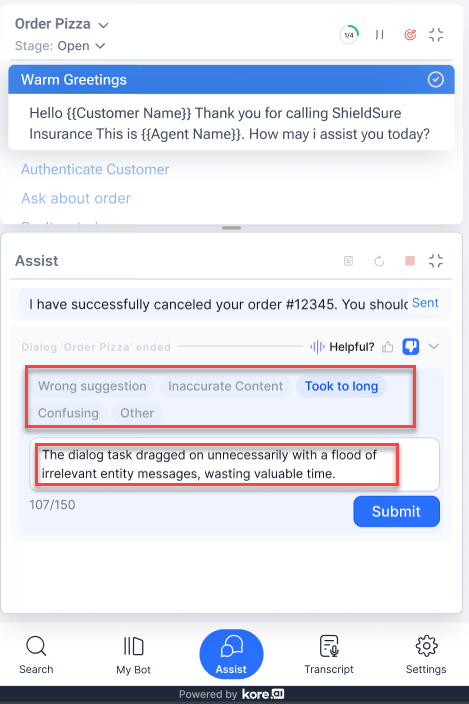 Order Pizza
Stage: Open
1/4
Warm Greetings
Hello {{Customer Name}} Thank you for calling ShieldSure
Insurance This is {{Agent Name}}. How may i assist you today?
Authenticate Customer
Ask about order
Assist
I have successfully canceled your order #12345. You should Sent
Dialog 'Order Pizza' ended Helpful?
Wrong suggestion Inaccurate Content Took to long
Confusing Other
The dialog task dragged on unnecessarily with a flood of
irrelevant entity messages, wasting valuable time.
107/150
Submit
Search My Bot Assist Transcript Settings
Powered by kore.ai